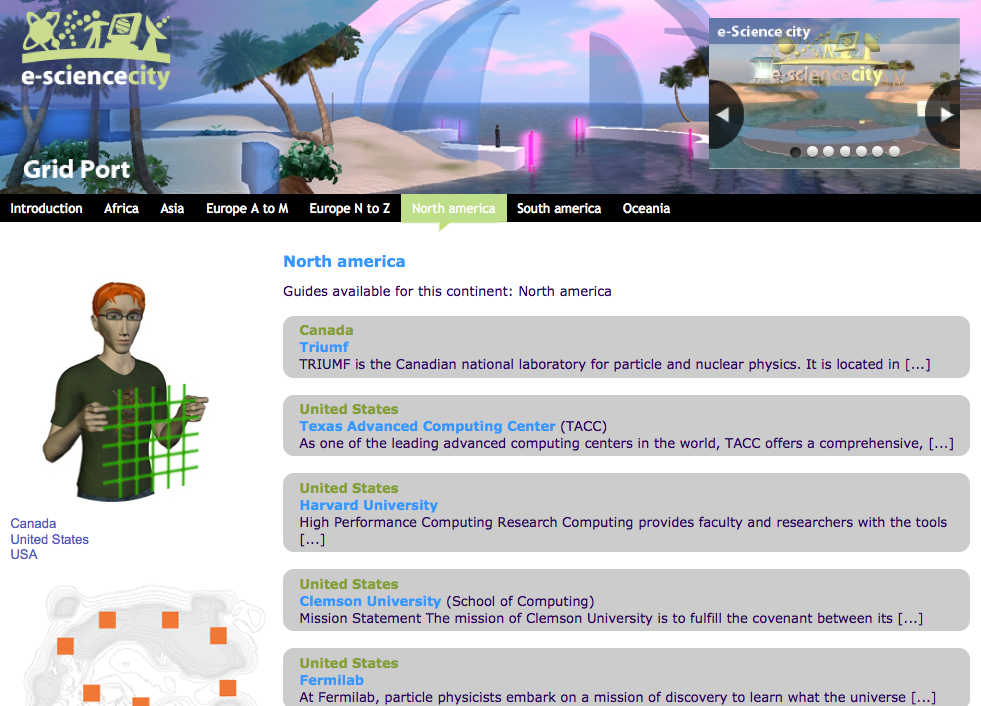 e-sciencecity
e-Science city
e-sciencecity
Grid Port
Introduction Africa Asia Europe A to M Europe N to Z North america South america Oceania
North america
Guides available for this continent: North america
Canada
Triumf
TRIUMF is the Canadian national laboratory for particle and nuclear physics. It is located in [...]
United States
Texas Advanced Computing Center (TACC)
As one of the leading advanced computing centers in the world, TACC offers a comprehensive, [...]
United States
Harvard University
High Performance Computing Research Computing provides faculty and researchers with the tools
[...]
United States
Clemson University (School of Computing)
Mission Statement The mission of Clemson University is to fulfill the covenant between its [...]
United States
Fermilab
At Fermilab, particle physicists embark on a mission of discovery to learn what the universe [...]
Canada
United States
USA